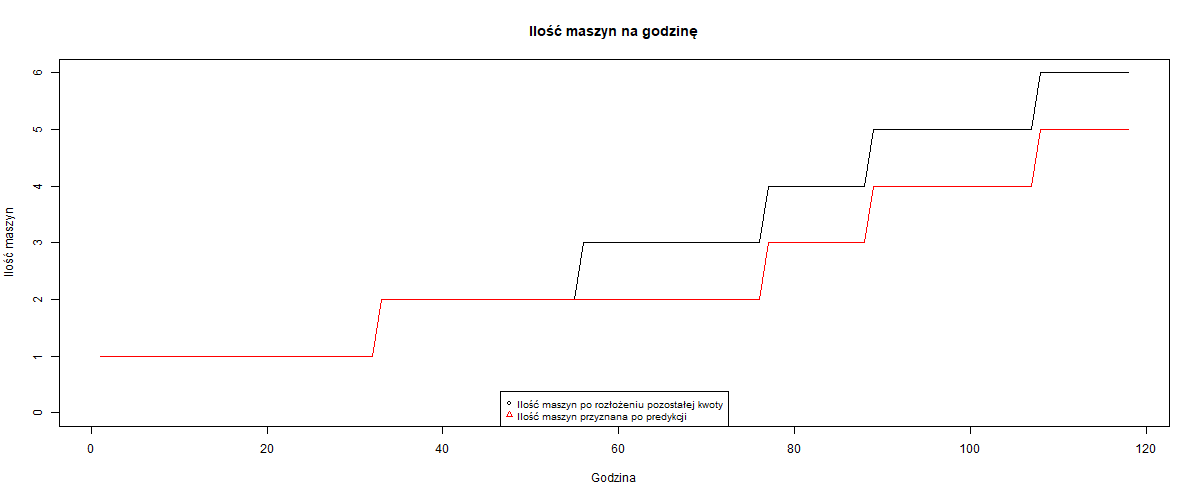 Ilość maszyn na godzinę
Ilość maszyn
6
5
4
3
2
1
0
Ilość maszyn po rozłożeniu pozostałej kwoty
Ilość maszyn przyznana po predykcji
0 20 40 60 80 100 120
Godzina